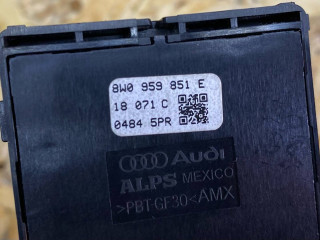 8W0 959 851 E
18 071 C
0484 5PR
Audi
ALPS MEXICO
>PBT-GF30<AMX